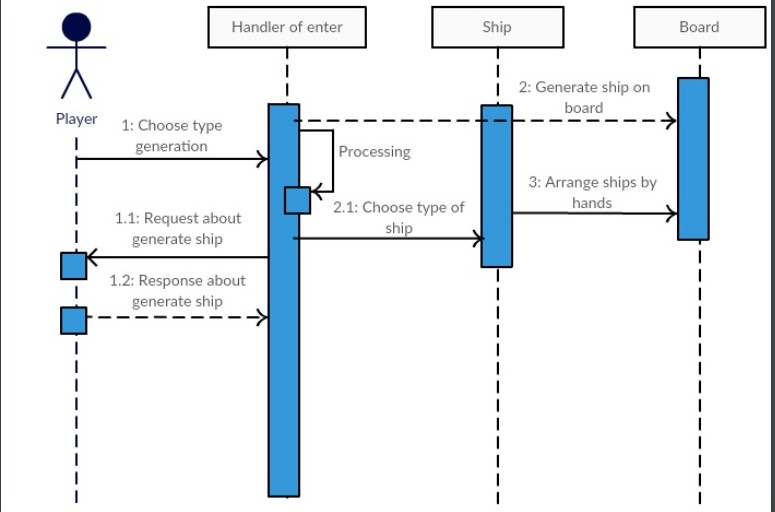 Handler of enter
Ship
Board
Player
2: Generate ship on
board
1: Choose type
generation
Processing
3: Arrange ships by
hands
2.1: Choose type of
ship
1.1: Request about
generate ship
1.2: Response about
generate ship